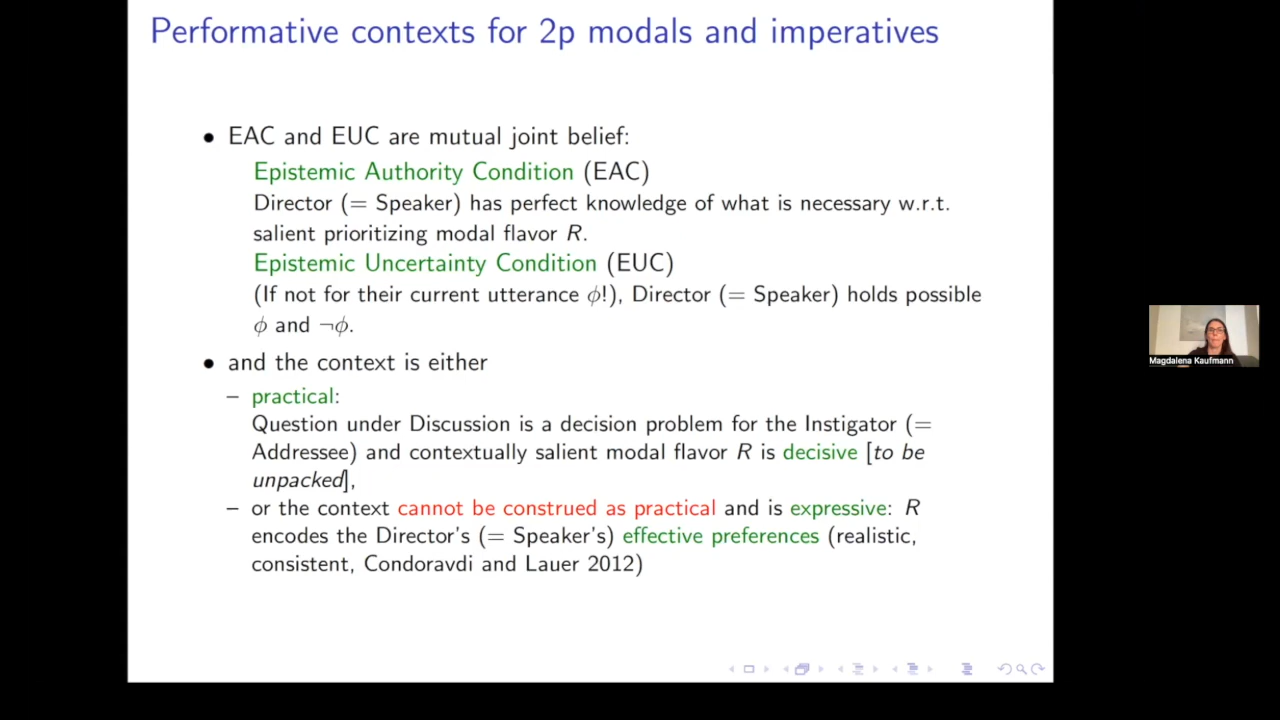 Performative contexts for 2p modals and imperatives
• EAC and EUC are mutual joint belief:
Epistemic Authority Condition (EAC)
Director (= Speaker) has perfect knowledge of what is necessary w.r.t.
salient prioritizing modal flavor R.
Epistemic Uncertainty Condition (EUC)
(If not for their current utterance ϕ!), Director (= Speaker) holds possible
ϕ and ¬ϕ.
• and the context is either
– practical:
Question under Discussion is a decision problem for the Instigator (=
Addressee) and contextually salient modal flavor R is decisive [to be
unpacked],
– or the context cannot be construed as practical and is expressive: R
encodes the Director's (= Speaker's) effective preferences (realistic,
consistent, Condoravdi and Lauer 2012)
Magdalena Kaufmann